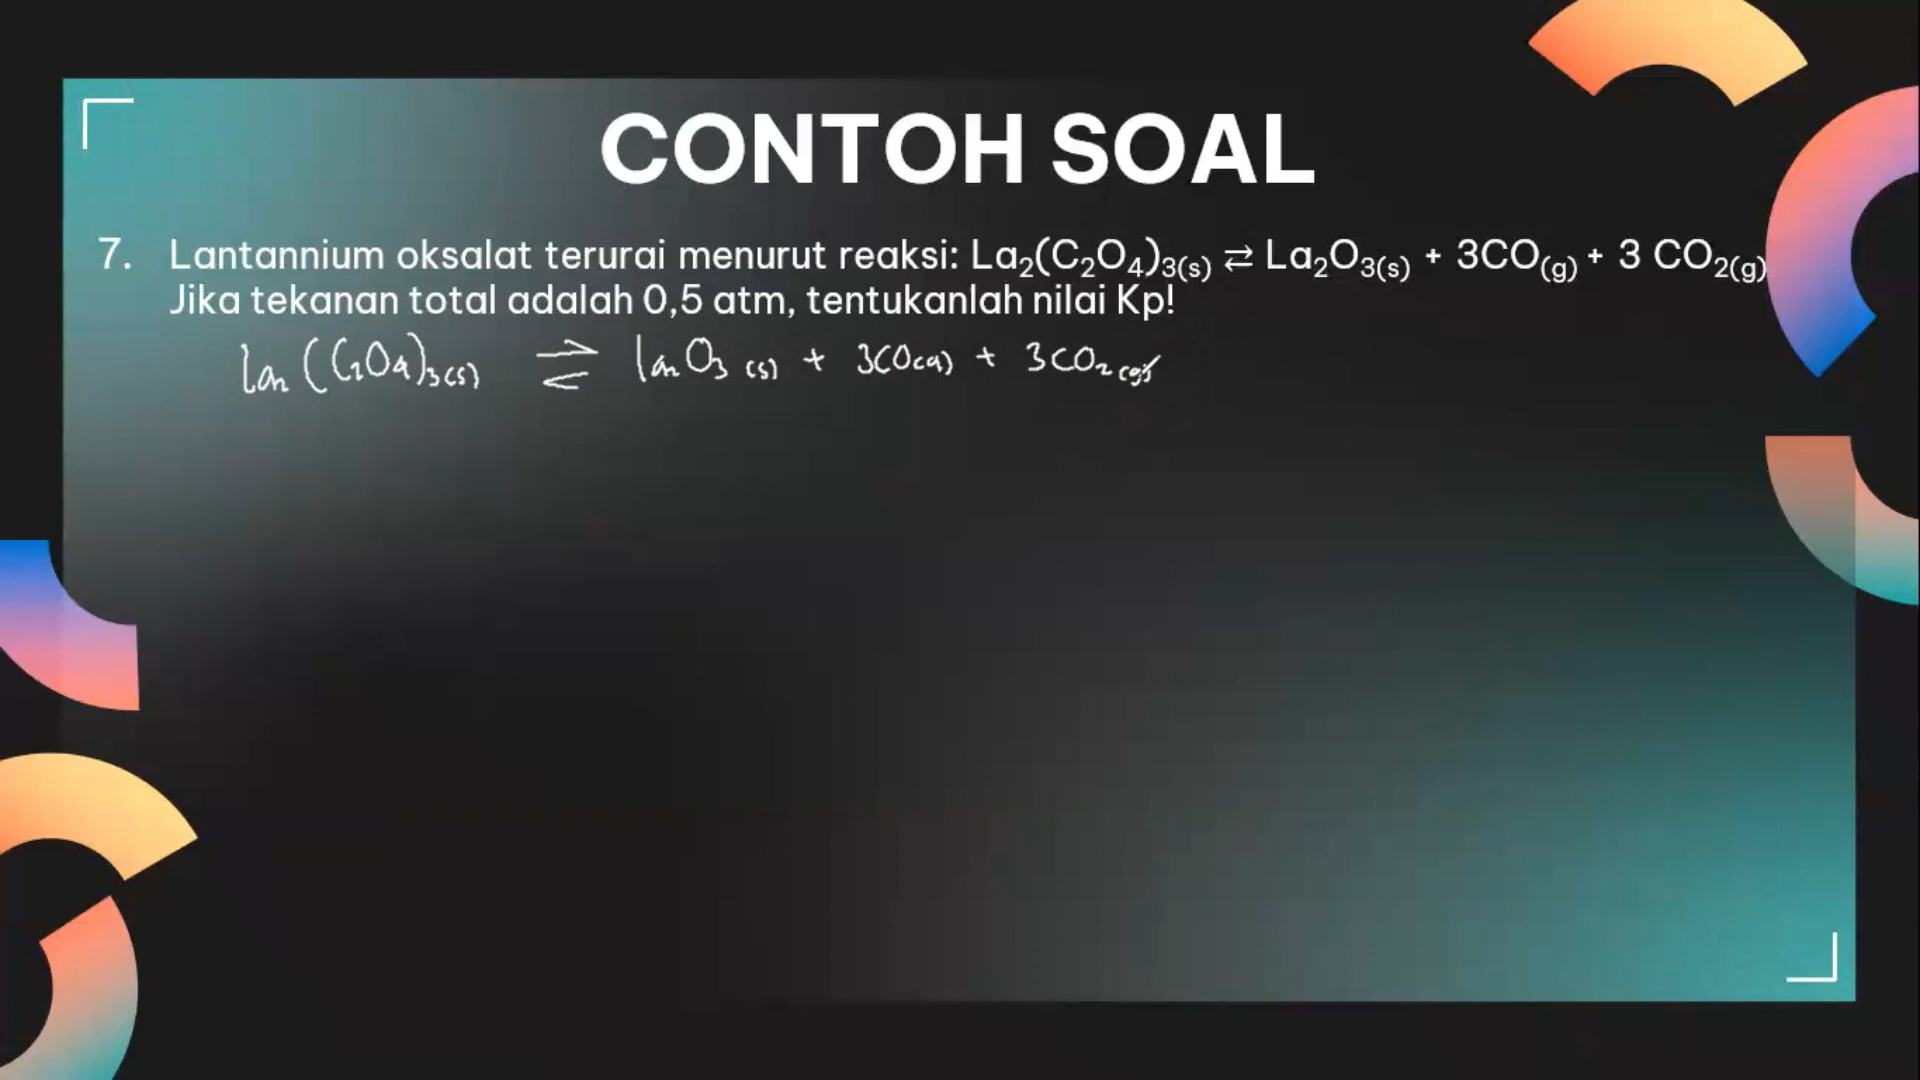 CONTOH SOAL
7. Lantannium oksalat terurai menurut reaksi: La₂(C₂O₄)₃(s) ⇄ La₂O₃(s) + 3CO(g) + 3 CO₂(g)
Jika tekanan total adalah 0,5 atm, tentukanlah nilai Kp!
La₂(C₂O₄)₃(s) ⇌ La₂O₃(s) + 3CO(g) + 3CO₂(g)